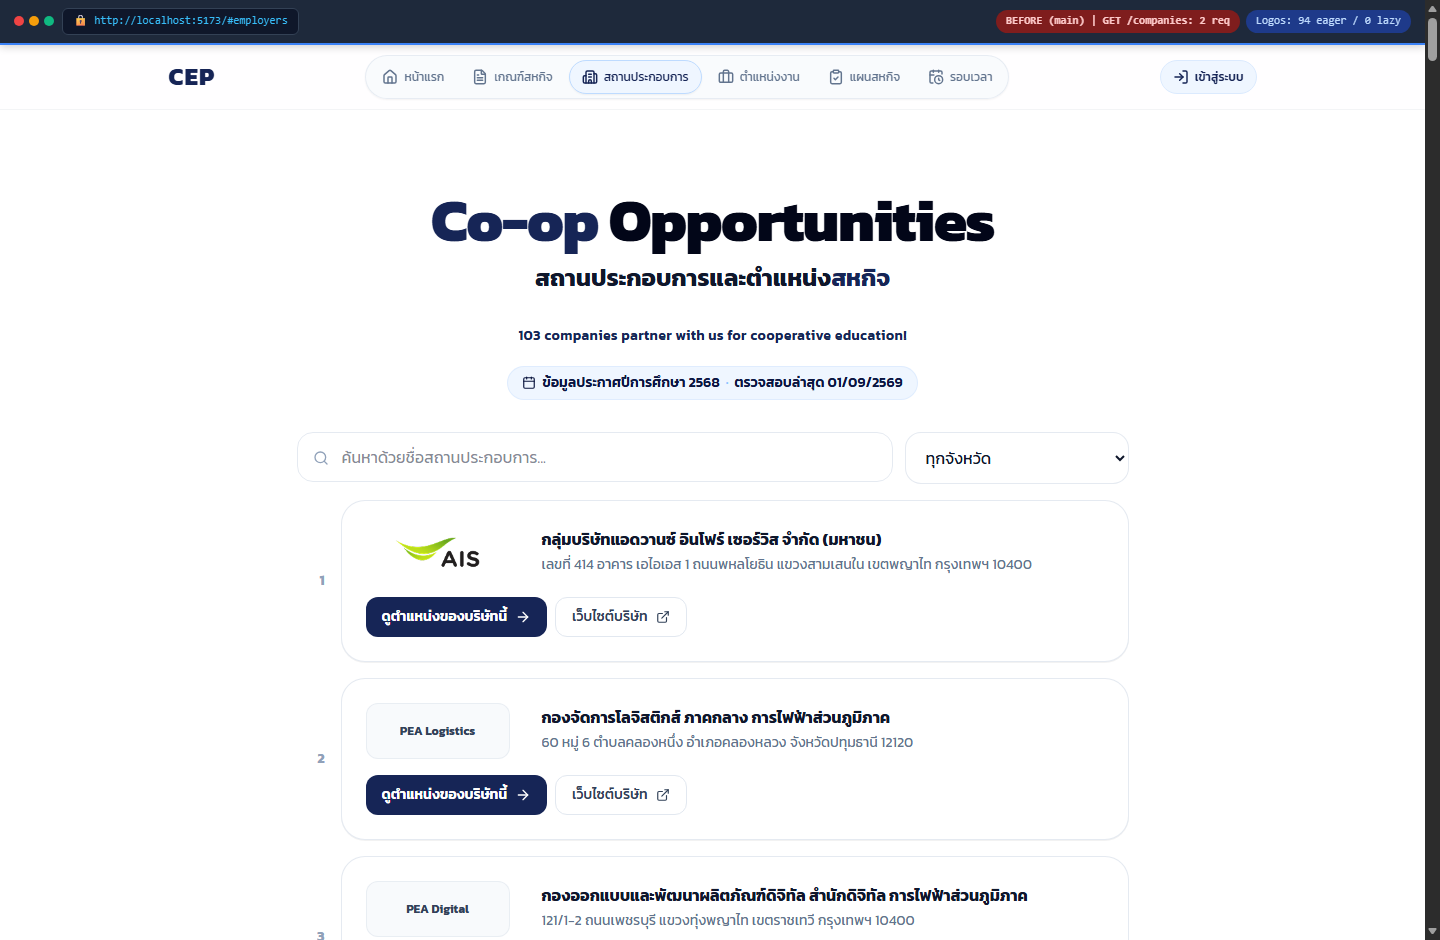 http://localhost:5173/#employers
BEFORE (main) | GET /companies: 2 req
Logos: 94 eager / 0 lazy
CEP
หน้าแรก
เกณฑ์สหกิจ
สถานประกอบการ
ตำแหน่งงาน
แผนสหกิจ
รอบเวลา
เข้าสู่ระบบ
Co-op Opportunities
สถานประกอบการและตำแหน่งสหกิจ
103 companies partner with us for cooperative education!
ข้อมูลประกาศปีการศึกษา 2568 · ตรวจสอบล่าสุด 01/09/2569
ค้นหาด้วยชื่อสถานประกอบการ...
ทุกจังหวัด
1
AIS
กลุ่มบริษัทแอดวานซ์ อินโฟร์ เซอร์วิส จำกัด (มหาชน)
เลขที่ 414 อาคาร เอไอเอส 1 ถนนพหลโยธิน แขวงสามเสนใน เขตพญาไท กรุงเทพฯ 10400
ดูตำแหน่งของบริษัทนี้
เว็บไซต์บริษัท
2
PEA Logistics
กองจัดการโลจิสติกส์ ภาคกลาง การไฟฟ้าส่วนภูมิภาค
60 หมู่ 6 ตำบลคลองหนึ่ง อำเภอคลองหลวง จังหวัดปทุมธานี 12120
ดูตำแหน่งของบริษัทนี้
เว็บไซต์บริษัท
3
PEA Digital
กองออกแบบและพัฒนาผลิตภัณฑ์ดิจิทัล สำนักดิจิทัล การไฟฟ้าส่วนภูมิภาค
121/1-2 ถนนเพชรบุรี แขวงทุ่งพญาไท เขตราชเทวี กรุงเทพฯ 10400